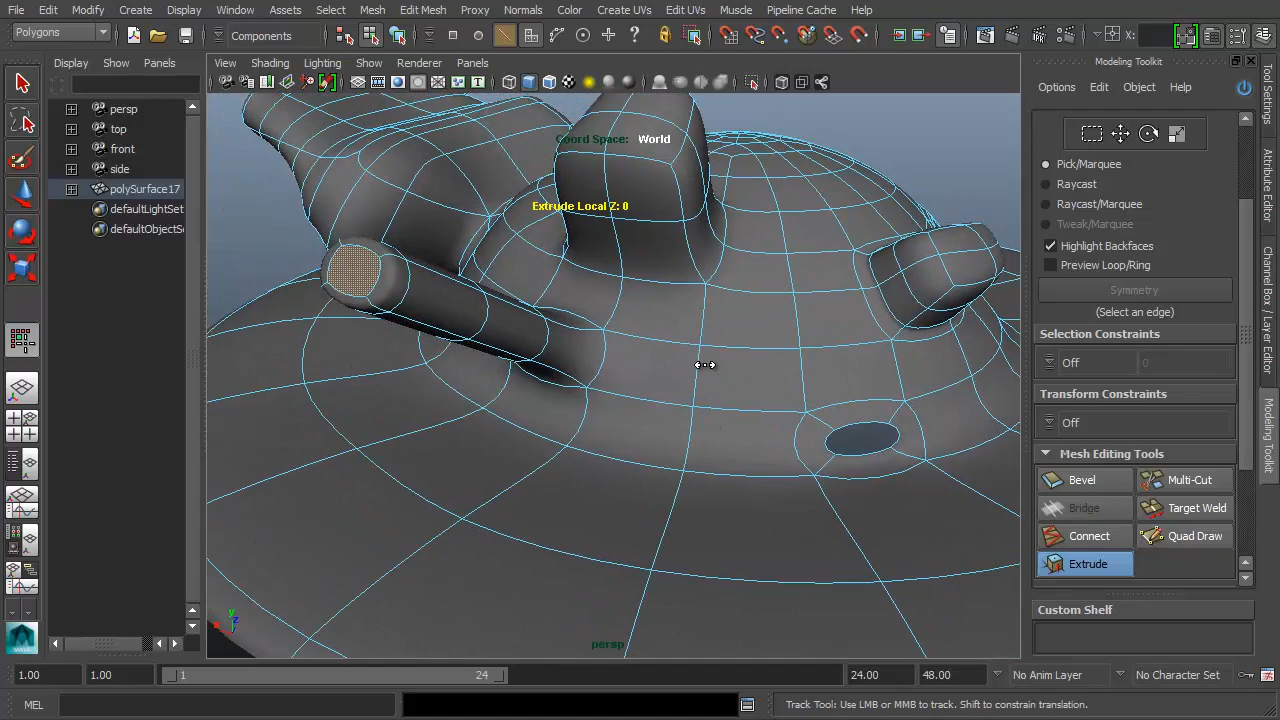 File Edit Modify Create Display Window Assets Select Mesh Edit Mesh Proxy Normals Color Create UVs Edit UVs Muscle Pipeline Cache Help
Polygons Components X:
Display Show Panels
View Shading Lighting Show Renderer Panels
Modeling Toolkit
Menu Edit Object Help
persp
top
front
side
polySurface17
defaultLightSet
defaultObjectSe
Coord Space: World
Extrude Local Z: 0
persp
y
z
x
Pick/Marquee
Raycast
Raycast/Marquee
Tweak/Marquee
Highlight Backfaces
Preview Loop/Ring
Symmetry
(Select an edge)
Selection Constraints
Off 0
Transform Constraints
Off
Mesh Editing Tools
Bevel Multi-Cut
Bridge Target Weld
Connect Quad Draw
Extrude
Custom Shelf
Tool Settings
Attribute Editor
Channel Box / Layer Editor
Modeling Toolkit
1.00 1.00 1 24 24.00 48.00 No Anim Layer No Character Set
MEL Track Tool: Use LMB or MMB to track. Shift to constrain translation.